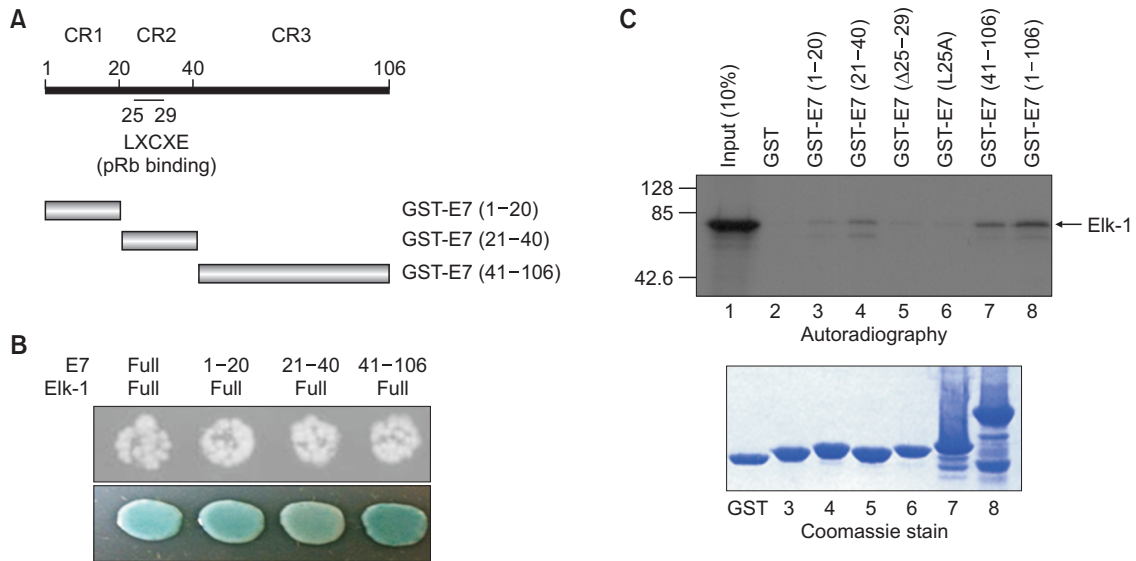 A
CR1 CR2 CR3
1 20 40 106
25 29
LXCXE
(pRb binding)
GST-E7 (1−20)
GST-E7 (21−40)
GST-E7 (41−106)
B
E7 Full 1−20 21−40 41−106
Elk-1 Full Full Full Full
C
Input (10%)
GST
GST-E7 (1−20)
GST-E7 (21−40)
GST-E7 (Δ25−29)
GST-E7 (L25A)
GST-E7 (41−106)
GST-E7 (1−106)
128
85
Elk-1
42.6
1 2 3 4 5 6 7 8
Autoradiography
GST 3 4 5 6 7 8
Coomassie stain